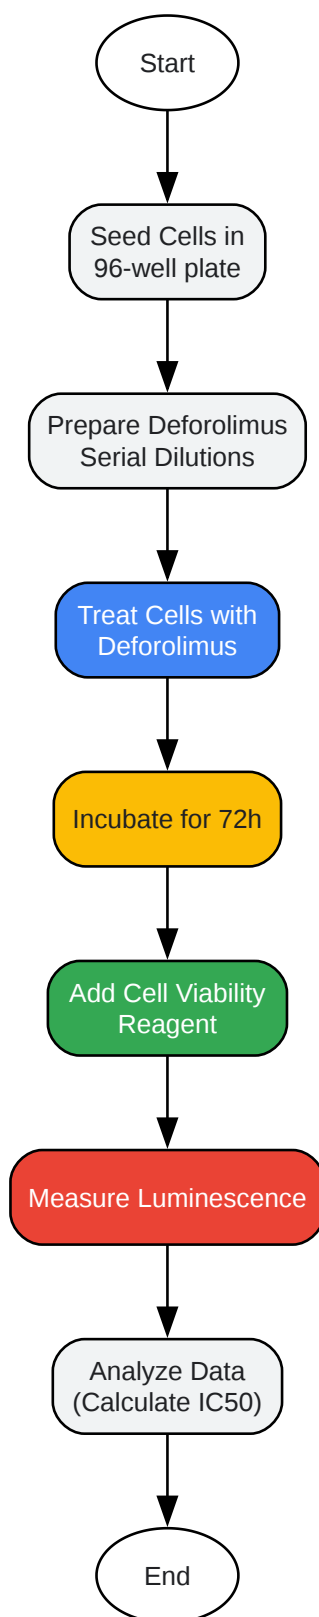 Start
Seed Cells in
96-well plate
Prepare Deforolimus
Serial Dilutions
Treat Cells with
Deforolimus
Incubate for 72h
Add Cell Viability
Reagent
Measure Luminescence
Analyze Data
(Calculate IC50)
End